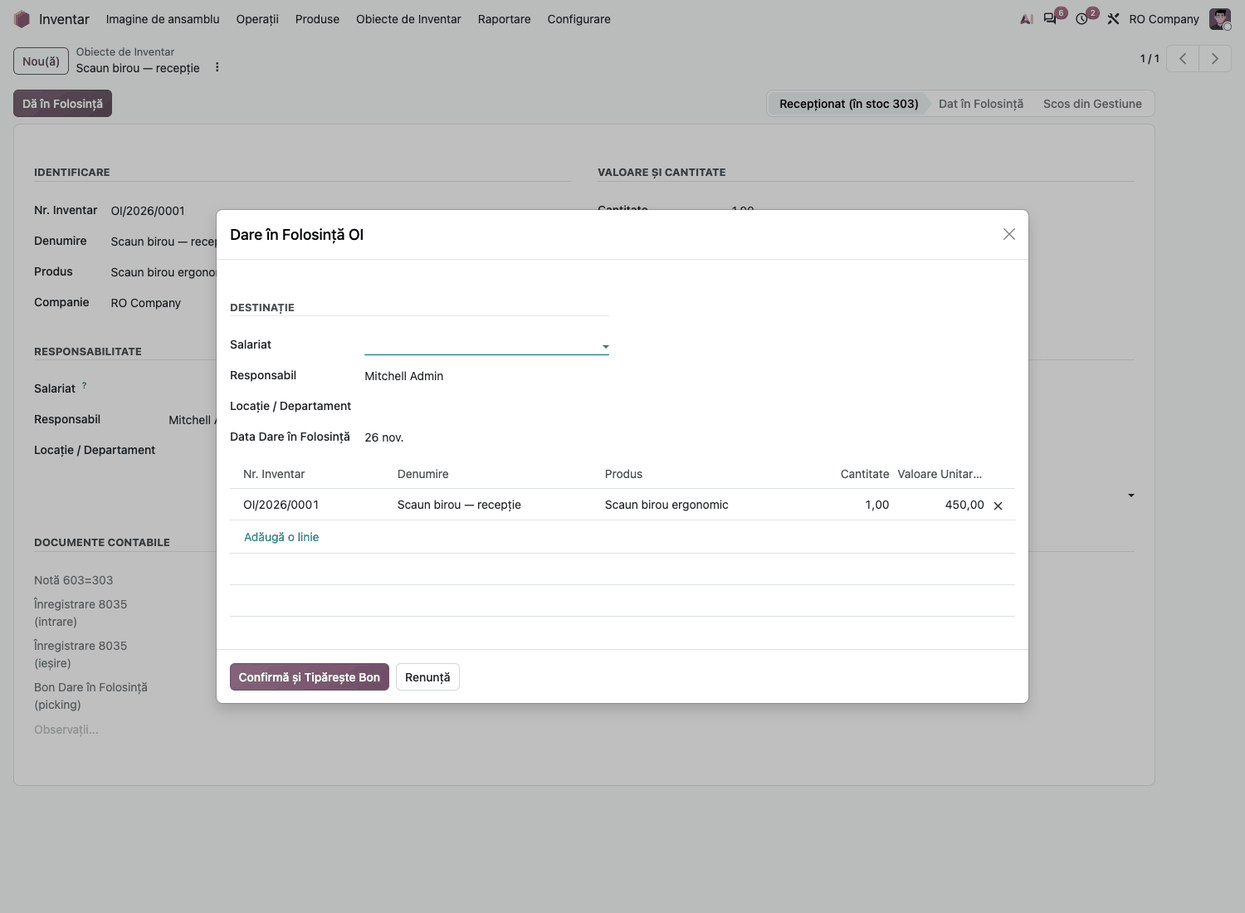 Inventar Imagine de ansamblu Operații Produse Obiecte de Inventar Raportare Configurare AI 6 2 RO Company
Nou(ă)
Obiecte de Inventar
Scaun birou — recepție
1 / 1
Dă în Folosință
Recepționat (în stoc 303) Dat în Folosință Scos din Gestiune
IDENTIFICARE
VALOARE ȘI CANTITATE
Nr. Inventar OI/2026/0001
Cantitate 1,00
Denumire Scaun birou — recep
Produs Scaun birou ergono
Companie RO Company
RESPONSABILITATE
Salariat ?
Responsabil Mitchell A
Locație / Departament
DOCUMENTE CONTABILE
Notă 603=303
Înregistrare 8035
(intrare)
Înregistrare 8035
(ieșire)
Bon Dare în Folosință
(picking)
Observații...
Dare în Folosință OI
DESTINAȚIE
Salariat
Responsabil Mitchell Admin
Locație / Departament
Data Dare în Folosință 26 nov.
Nr. Inventar Denumire Produs Cantitate Valoare Unitar...
OI/2026/0001 Scaun birou — recepție Scaun birou ergonomic 1,00 450,00
Adăugă o linie
Confirmă și Tipărește Bon Renunță